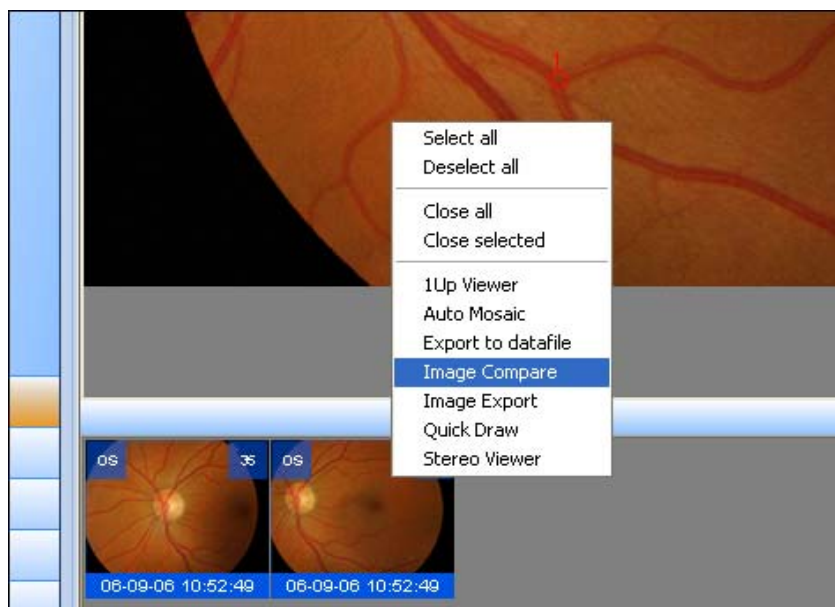 Select all
Deselect all
Close all
Close selected
1Up Viewer
Auto Mosaic
Export to datafile
Image Compare
Image Export
Quick Draw
Stereo Viewer
OS 35 OS
06-09-06 10:52:49 06-09-06 10:52:49